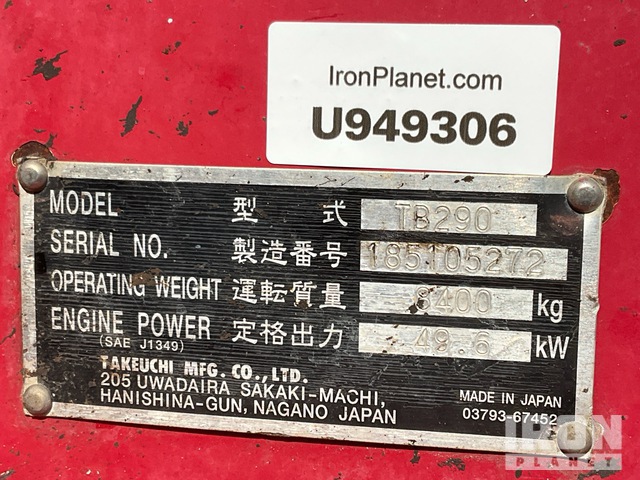 IronPlanet.com
U949306
MODEL 型式 TB290
SERIAL NO. 製造番号 185105272
OPERATING WEIGHT 運転質量 8400 kg
ENGINE POWER 定格出力 49.6 kW
(SAE J1349)
TAKEUCHI MFG. CO., LTD.
205 UWADAIRA SAKAKI-MACHI,
HANISHINA-GUN, NAGANO JAPAN
MADE IN JAPAN
03793-67452
IRON
PLANET